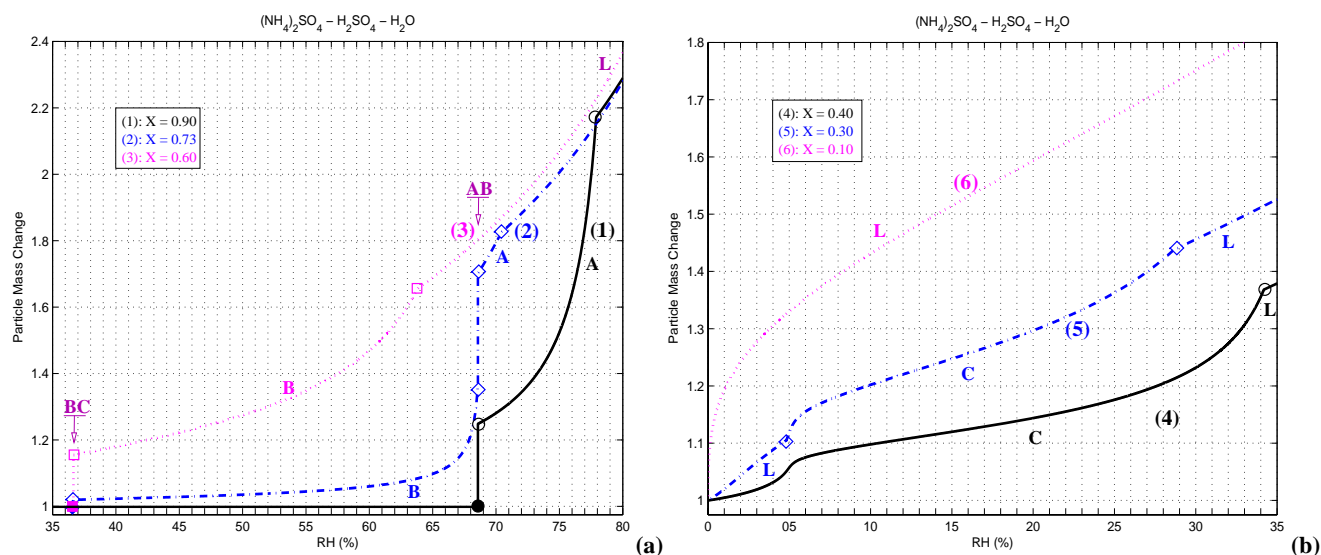 (NH4)2SO4 – H2SO4 – H2O
2.4
2.2
2
1.8
1.6
1.4
1.2
1
Particle Mass Change
(1): X = 0.90
(2): X = 0.73
(3): X = 0.60
L
AB
(3)
(2)
(1)
A
A
B
BC
B
35 40 45 50 55 60 65 70 75 80
RH (%)
(a)
(NH4)2SO4 – H2SO4 – H2O
1.8
1.7
1.6
1.5
1.4
1.3
1.2
1.1
1
Particle Mass Change
(4): X = 0.40
(5): X = 0.30
(6): X = 0.10
(6)
L
L
(5)
L
C
(4)
C
L
0 05 10 15 20 25 30 35
RH (%)
(b)